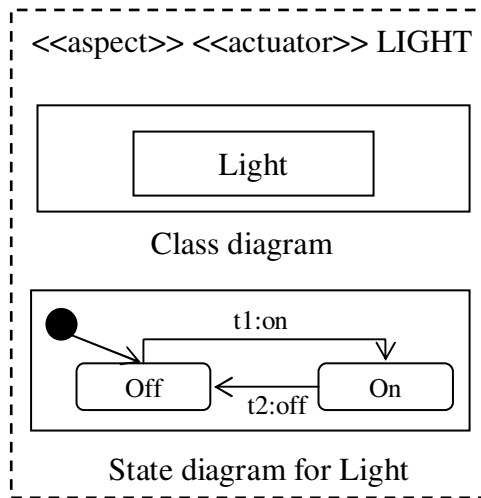 <<aspect>> <<actuator>> LIGHT
Light
Class diagram
t1:on
Off
On
t2:off
State diagram for Light